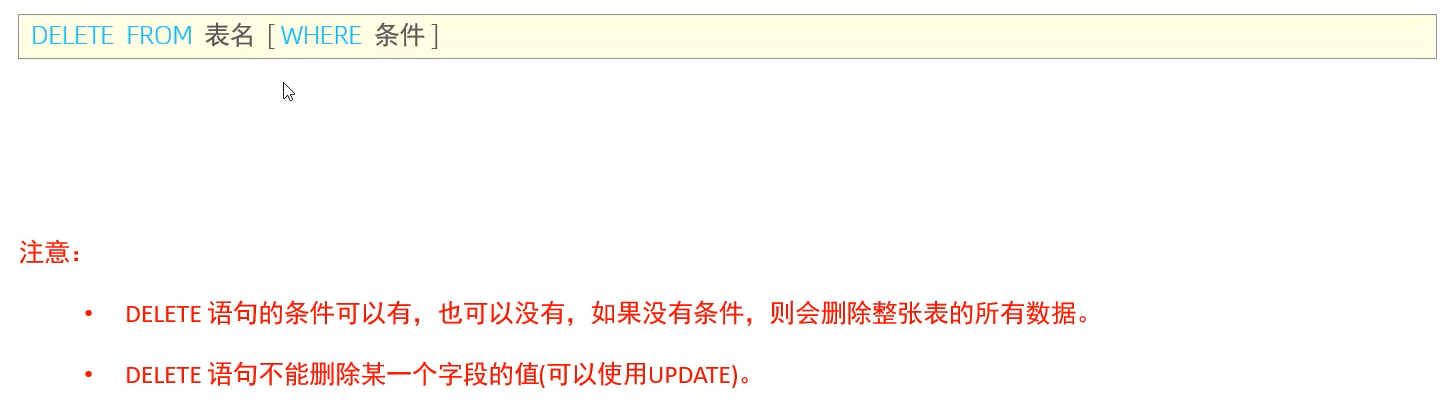 DELETE FROM 表名 [ WHERE 条件 ]
注意：
• DELETE 语句的条件可以有，也可以没有，如果没有条件，则会删除整张表的所有数据。
• DELETE 语句不能删除某一个字段的值(可以使用UPDATE)。